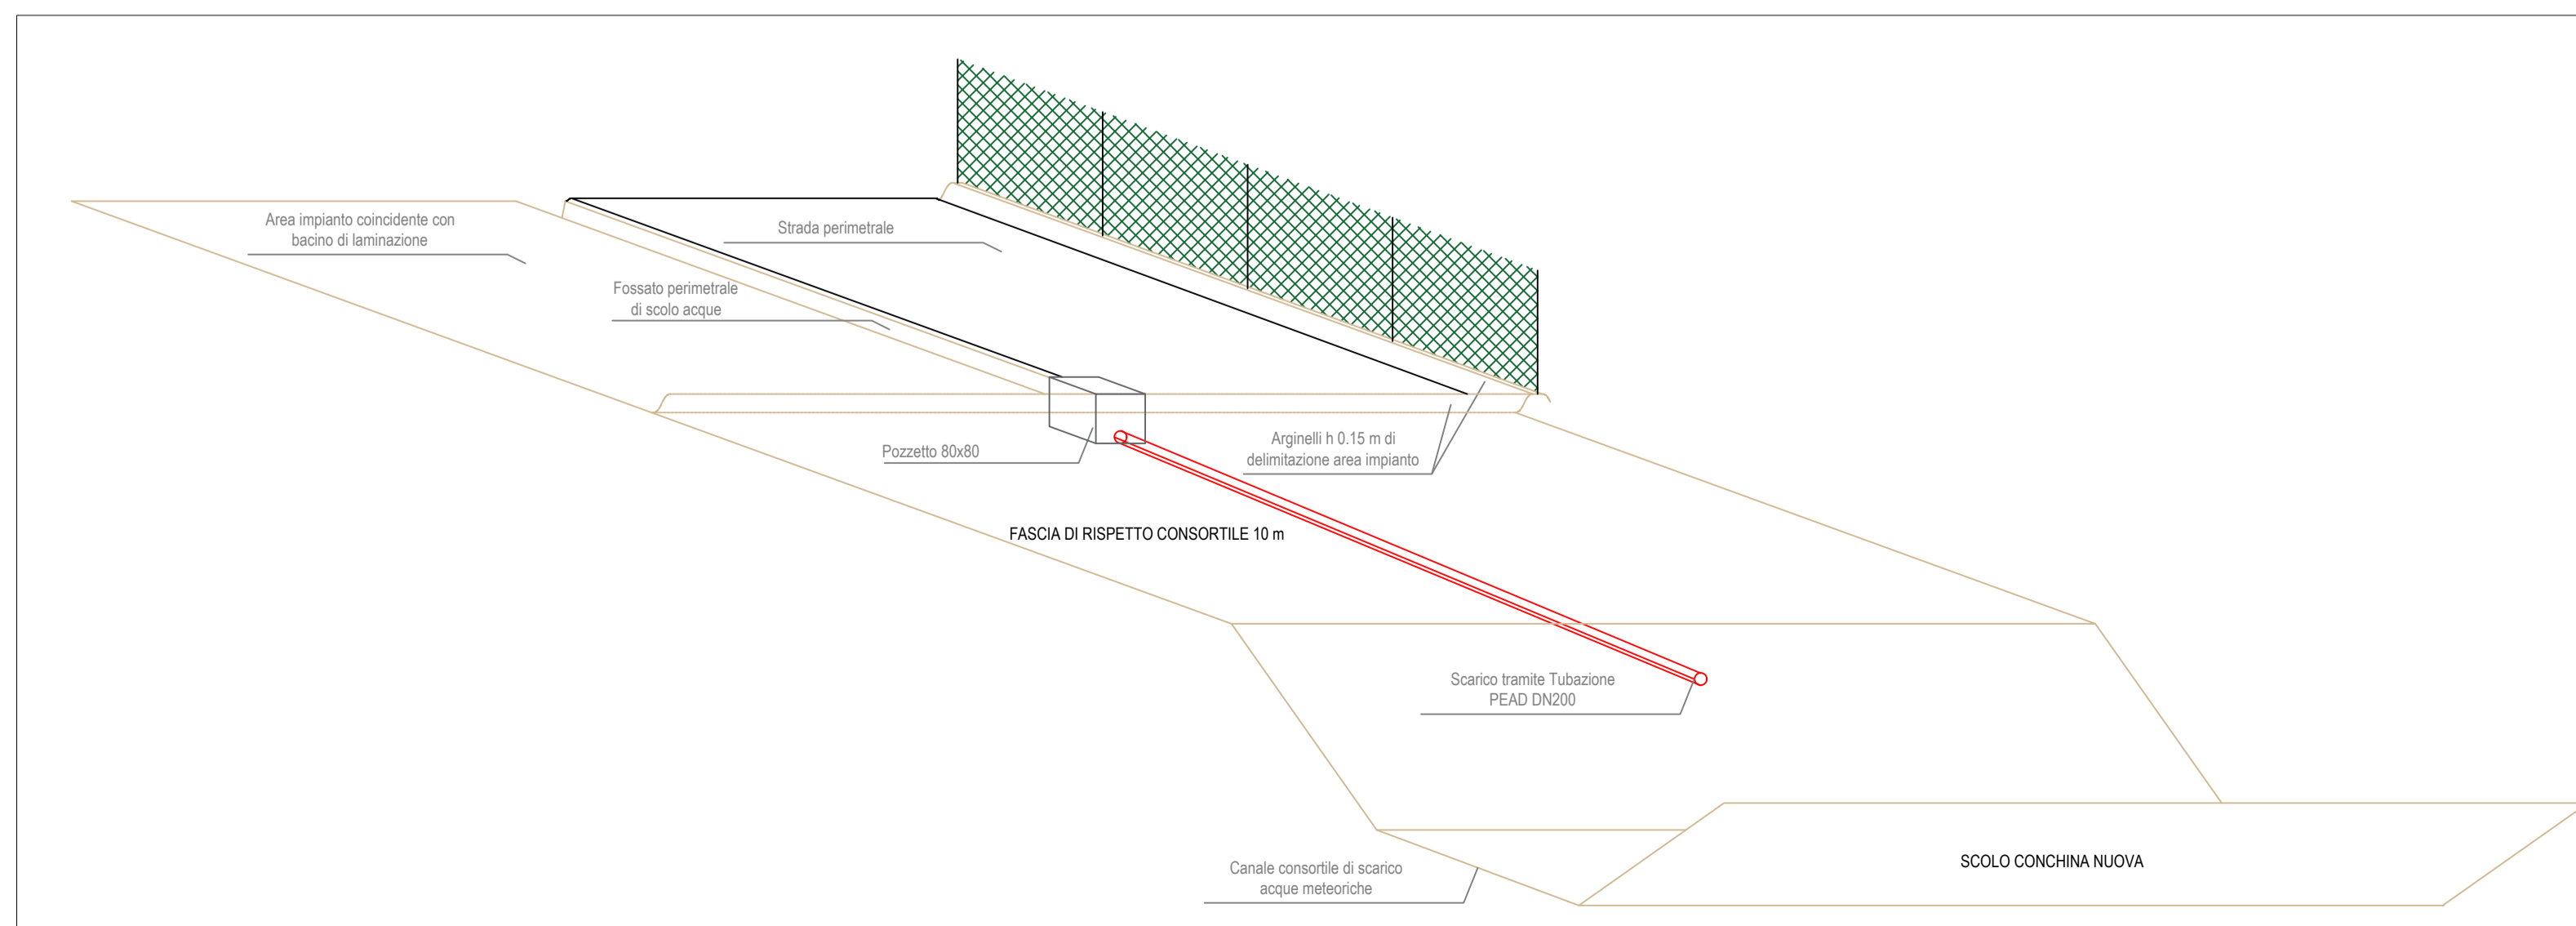 Area impianto coincidente con
bacino di laminazione
Strada perimetrale
Fossato perimetrale
di scolo acque
Pozzetto 80x80
Arginelli h 0.15 m di
delimitazione area impianto
FASCIA DI RISPETTO CONSORTILE 10 m
Scarico tramite Tubazione
PEAD DN200
Canale consortile di scarico
acque meteoriche
SCOLO CONCHINA NUOVA